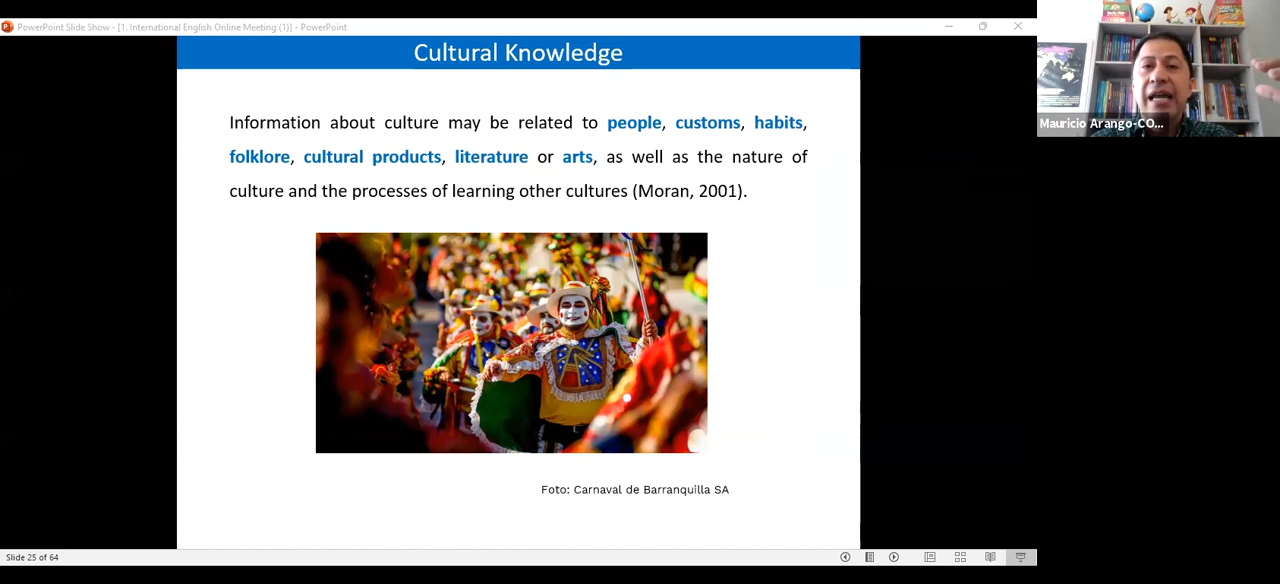 PowerPoint Slide Show - [1. International English Online Meeting (1)] - PowerPoint
Cultural Knowledge
Information about culture may be related to people, customs, habits,
folklore, cultural products, literature or arts, as well as the nature of
culture and the processes of learning other cultures (Moran, 2001).
Foto: Carnaval de Barranquilla SA
Slide 25 of 64
Mauricio Arango-CO...